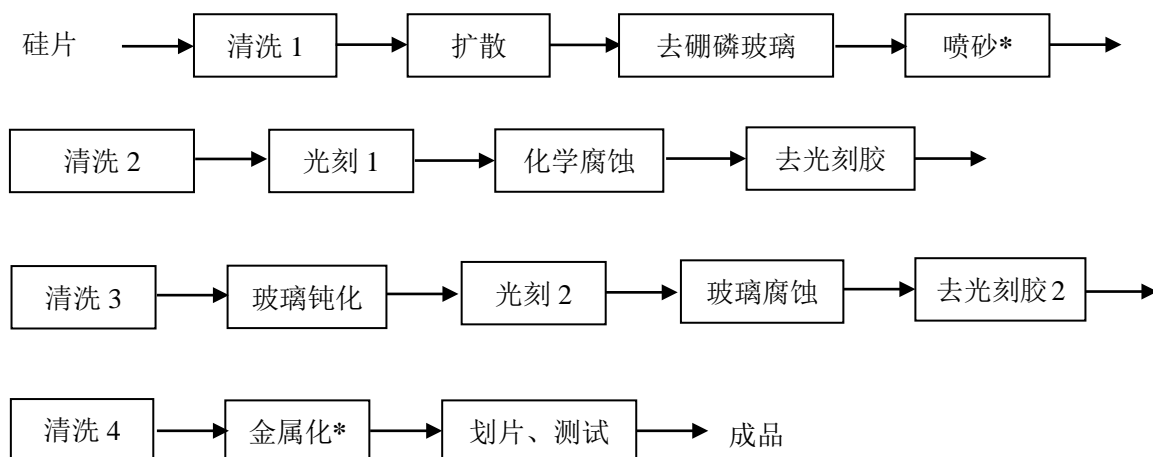 硅片 清洗 1 扩散 去硼磷玻璃 喷砂*
清洗 2 光刻 1 化学腐蚀 去光刻胶
清洗 3 玻璃钝化 光刻 2 玻璃腐蚀 去光刻胶 2
清洗 4 金属化* 划片、测试 成品